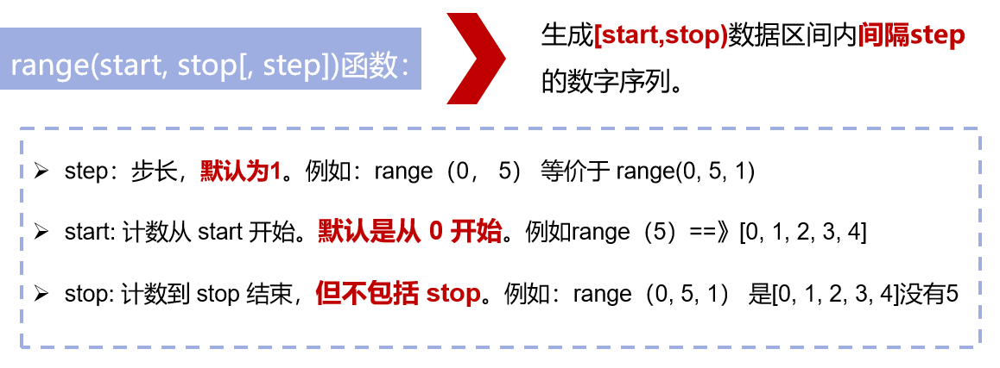 range(start, stop[, step])函数：
生成[start,stop)数据区间内间隔step
的数字序列。
➢ step：步长，默认为1。例如：range（0， 5） 等价于 range(0, 5, 1)
➢ start: 计数从 start 开始。默认是从 0 开始。例如range（5）==》[0, 1, 2, 3, 4]
➢ stop: 计数到 stop 结束，但不包括 stop。例如：range（0, 5, 1） 是[0, 1, 2, 3, 4]没有5